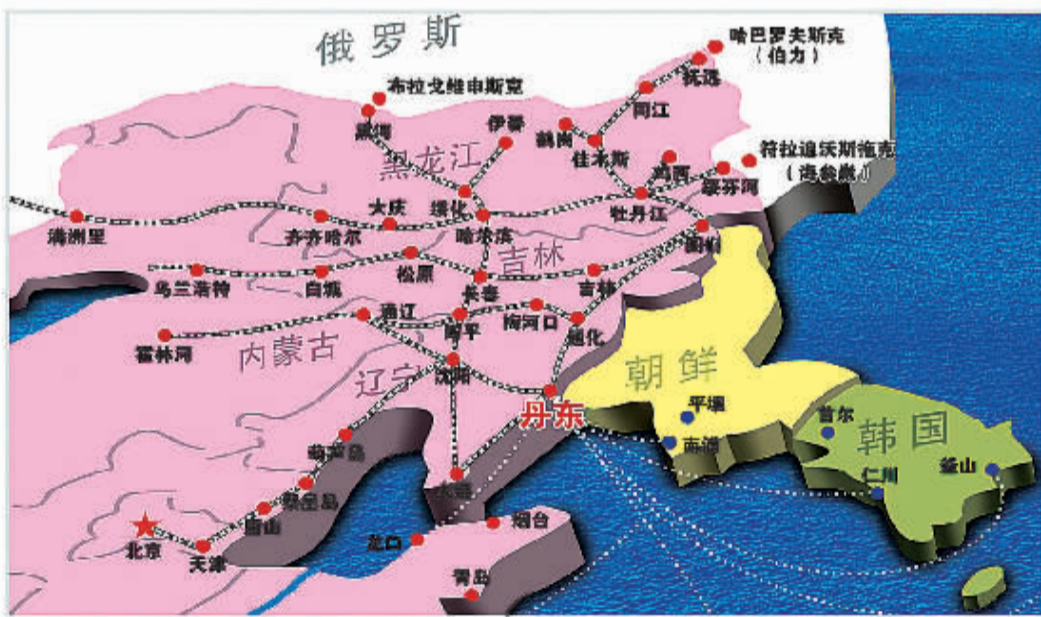 俄罗斯
哈巴罗夫斯克
(伯力)
抚远
布拉戈维申斯克
同江
黑河
伊春
鹤岗
佳木斯
符拉迪沃斯托克
(海参崴)
黑龙江
鸡西
绥芬河
绥化
大庆
牡丹江
满洲里
齐齐哈尔
哈尔滨
图们
吉林
松原
乌兰浩特
白城
长春
吉林
通辽
四平
梅河口
通化
霍林河
内蒙古
辽宁
沈阳
朝鲜
丹东
平壤
首尔
韩国
南浦
葫芦岛
大连
仁川
釜山
秦皇岛
唐山
烟台
龙口
北京
天津
青岛